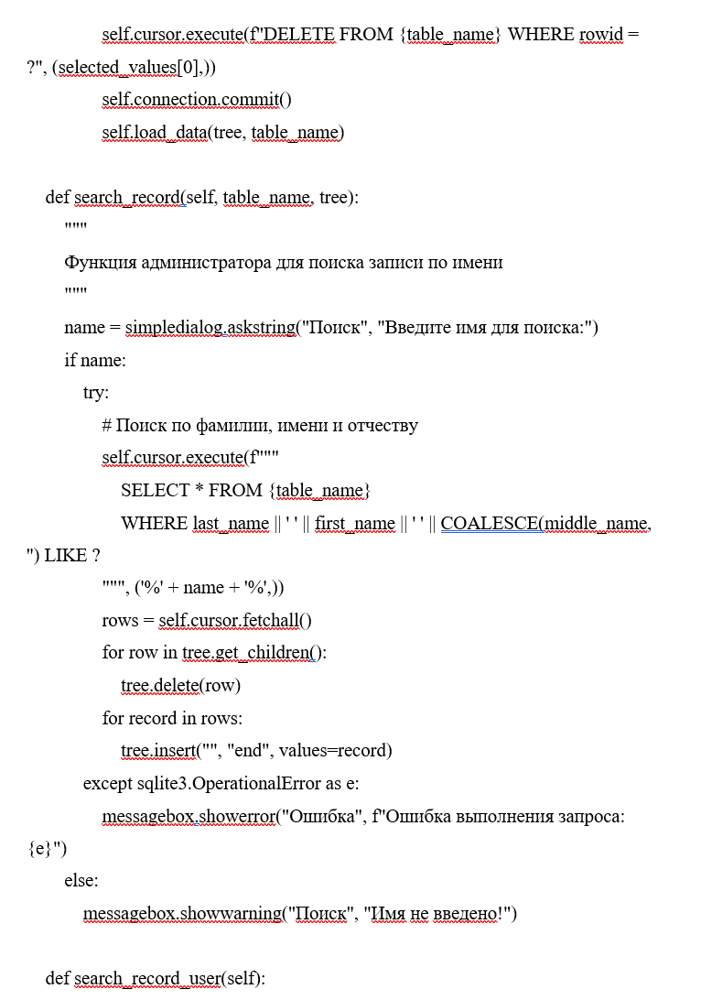 self.cursor.execute(f"DELETE FROM {table_name} WHERE rowid =
?", (selected_values[0],))
self.connection.commit()
self.load_data(tree, table_name)
def search_record(self, table_name, tree):
"""
Функция администратора для поиска записи по имени
"""
name = simpledialog.askstring("Поиск", "Введите имя для поиска:")
if name:
try:
# Поиск по фамилии, имени и отчеству
self.cursor.execute(f"""
SELECT * FROM {table_name}
WHERE last_name || ' ' || first_name || ' ' || COALESCE(middle_name,
'') LIKE ?
""", ('%' + name + '%',))
rows = self.cursor.fetchall()
for row in tree.get_children():
tree.delete(row)
for record in rows:
tree.insert("", "end", values=record)
except sqlite3.OperationalError as e:
messagebox.showerror("Ошибка", f"Ошибка выполнения запроса:
{e}")
else:
messagebox.showwarning("Поиск", "Имя не введено!")
def search_record_user(self):